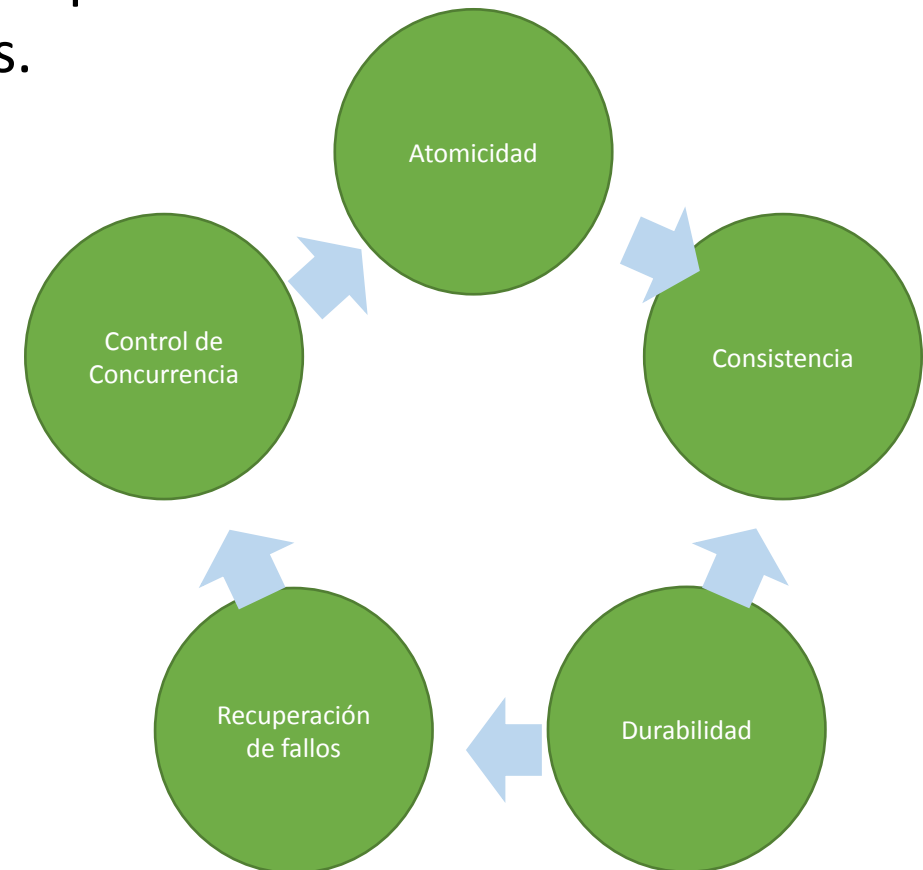 s.
Atomicidad
Control de
Concurrencia
Consistencia
Recuperación
de fallos
Durabilidad